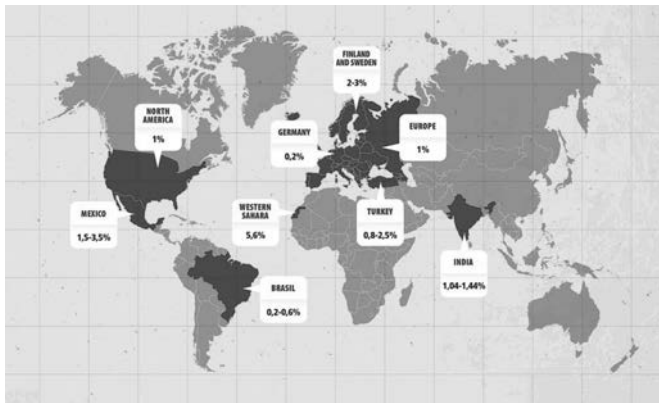 FINLAND
AND SWEDEN
2-3%
NORTH
AMERICA
1%
GERMANY
0,2%
EUROPE
1%
MEXICO
1,5-3,5%
WESTERN
SAHARA
5,6%
TURKEY
0,8-2,5%
INDIA
1,04-1,44%
BRASIL
0,2-0,6%